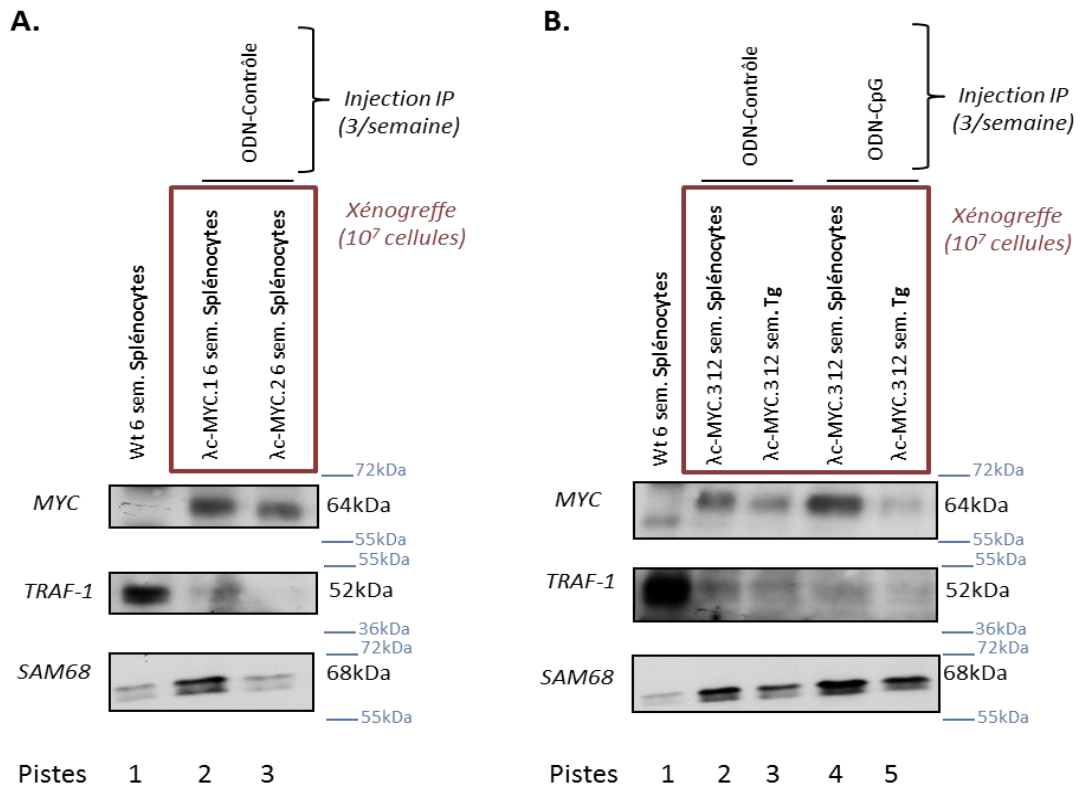 A.
ODN-Contrôle
Injection IP
(3/semaine)
Xénogreffe
(10⁷ cellules)
Wt 6 sem. Splénocytes
λc-MYC.1 6 sem. Splénocytes
λc-MYC.2 6 sem. Splénocytes
72kDa
MYC
64kDa
55kDa
55kDa
TRAF-1
52kDa
36kDa
72kDa
SAM68
68kDa
55kDa
Pistes 1 2 3
B.
ODN-Contrôle
ODN-CpG
Injection IP
(3/semaine)
Xénogreffe
(10⁷ cellules)
Wt 6 sem. Splénocytes
λc-MYC.3 12 sem. Splénocytes
λc-MYC.3 12 sem. Tg
λc-MYC.3 12 sem. Splénocytes
λc-MYC.3 12 sem. Tg
72kDa
MYC
64kDa
55kDa
55kDa
TRAF-1
52kDa
36kDa
72kDa
SAM68
68kDa
55kDa
Pistes 1 2 3 4 5